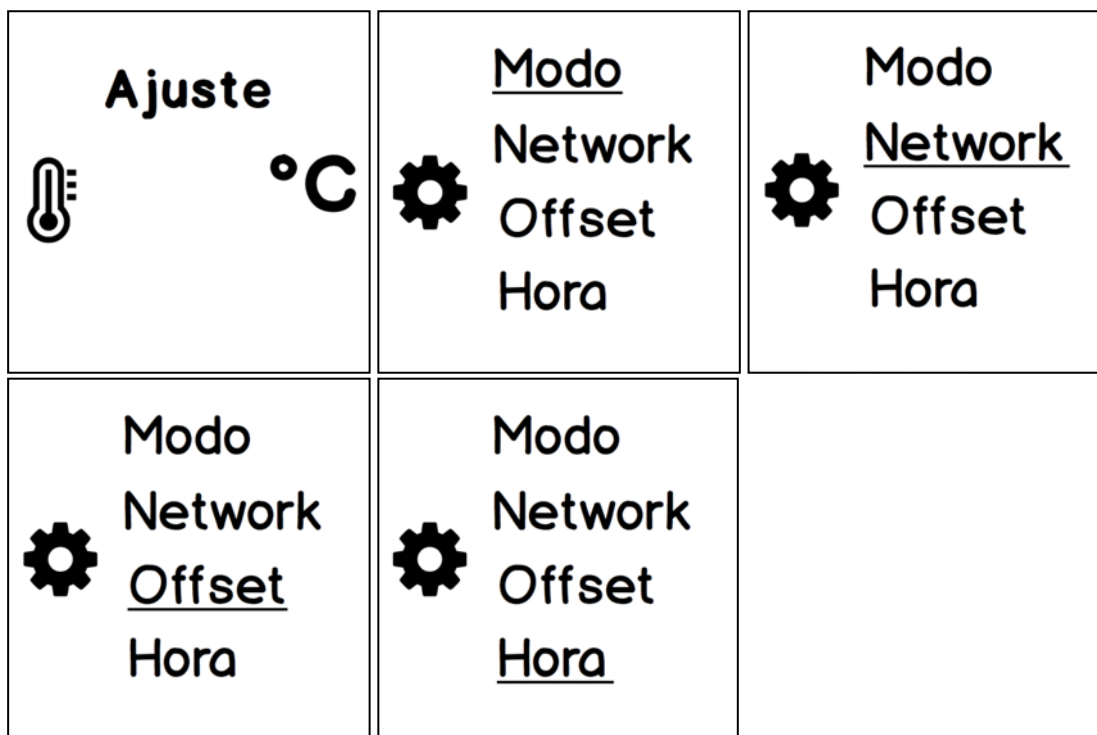 Ajuste
°C
Modo
Network
Offset
Hora
Modo
Network
Offset
Hora
Modo
Network
Offset
Hora
Modo
Network
Offset
Hora